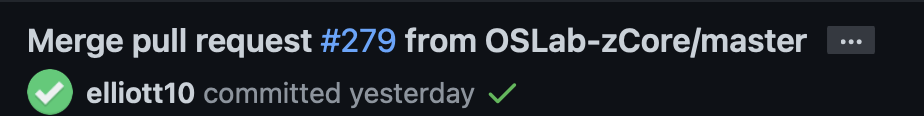 Merge pull request #279 from OSLab-zCore/master ...
elliott10 committed yesterday